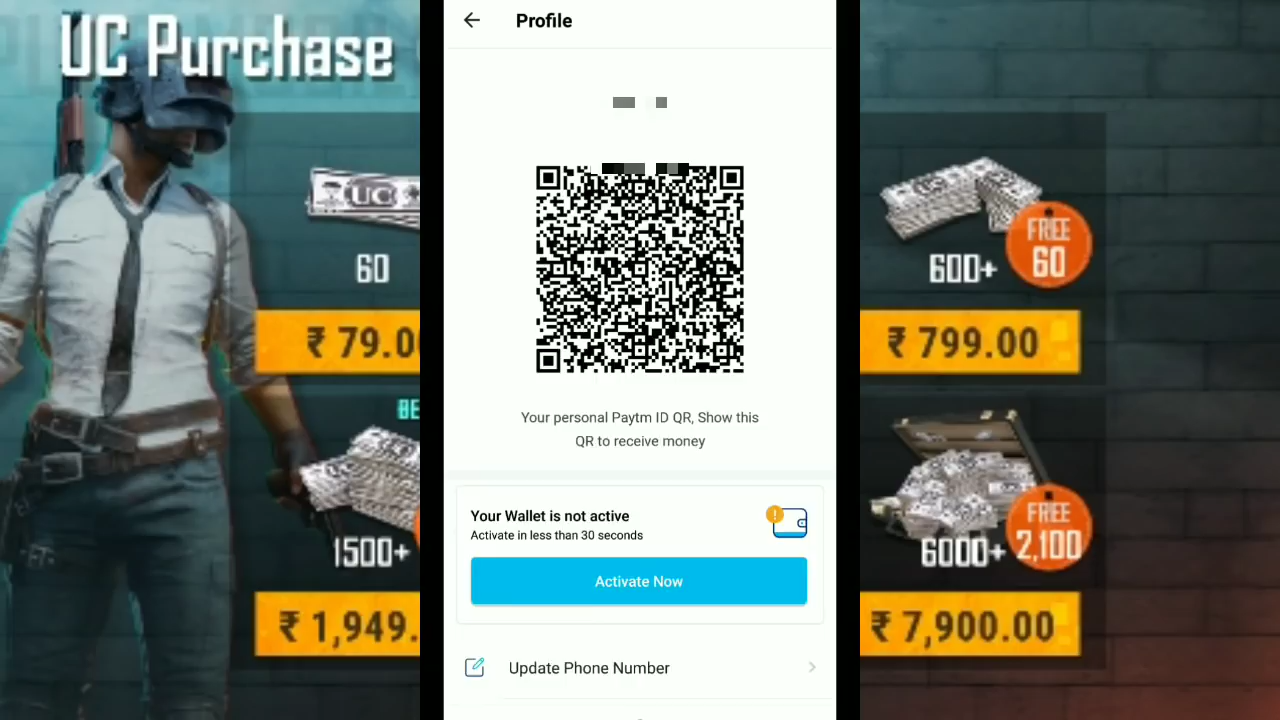 UC Purchase
60
₹ 79.0
BE
1500+
₹ 1,949.
Profile
Your personal Paytm ID QR, Show this
QR to receive money
Your Wallet is not active
Activate in less than 30 seconds
Activate Now
Update Phone Number
UC
600+
FREE
60
₹ 799.00
6000+
FREE
2,100
₹ 7,900.00